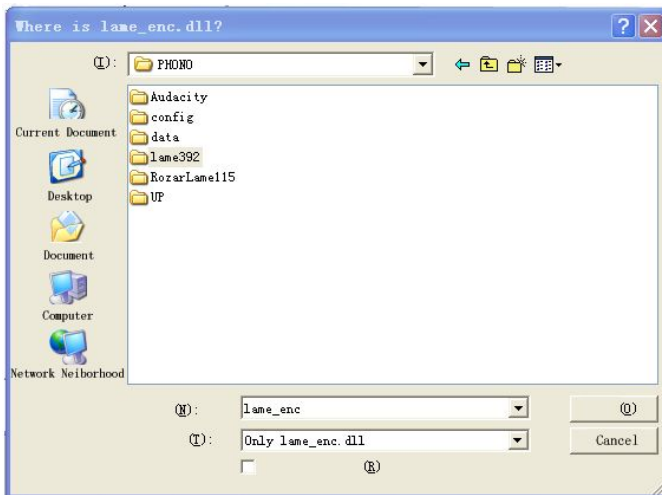 Where is lame_enc.dll?
(I):
PHONO
Audacity
config
data
lame392
RozarLame115
UP
Current Document
Desktop
Document
Computer
Network Neiborhood
(N):
lame_enc
(O)
(T):
Only lame_enc.dll
Cancel
(R)